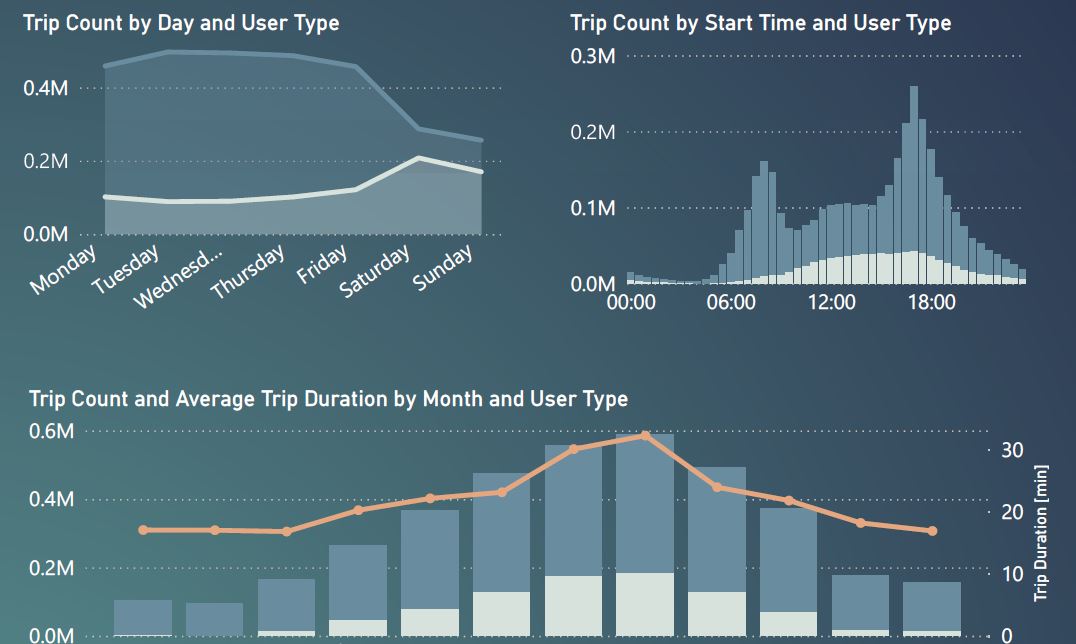 Trip Count by Day and User Type
0.4M
0.2M
0.0M
Monday
Tuesday
Wednesd...
Thursday
Friday
Saturday
Sunday
Trip Count by Start Time and User Type
0.3M
0.2M
0.1M
0.0M
00:00 06:00 12:00 18:00
Trip Count and Average Trip Duration by Month and User Type
0.6M
0.4M
0.2M
0.0M
30
20
10
0
Trip Duration [min]